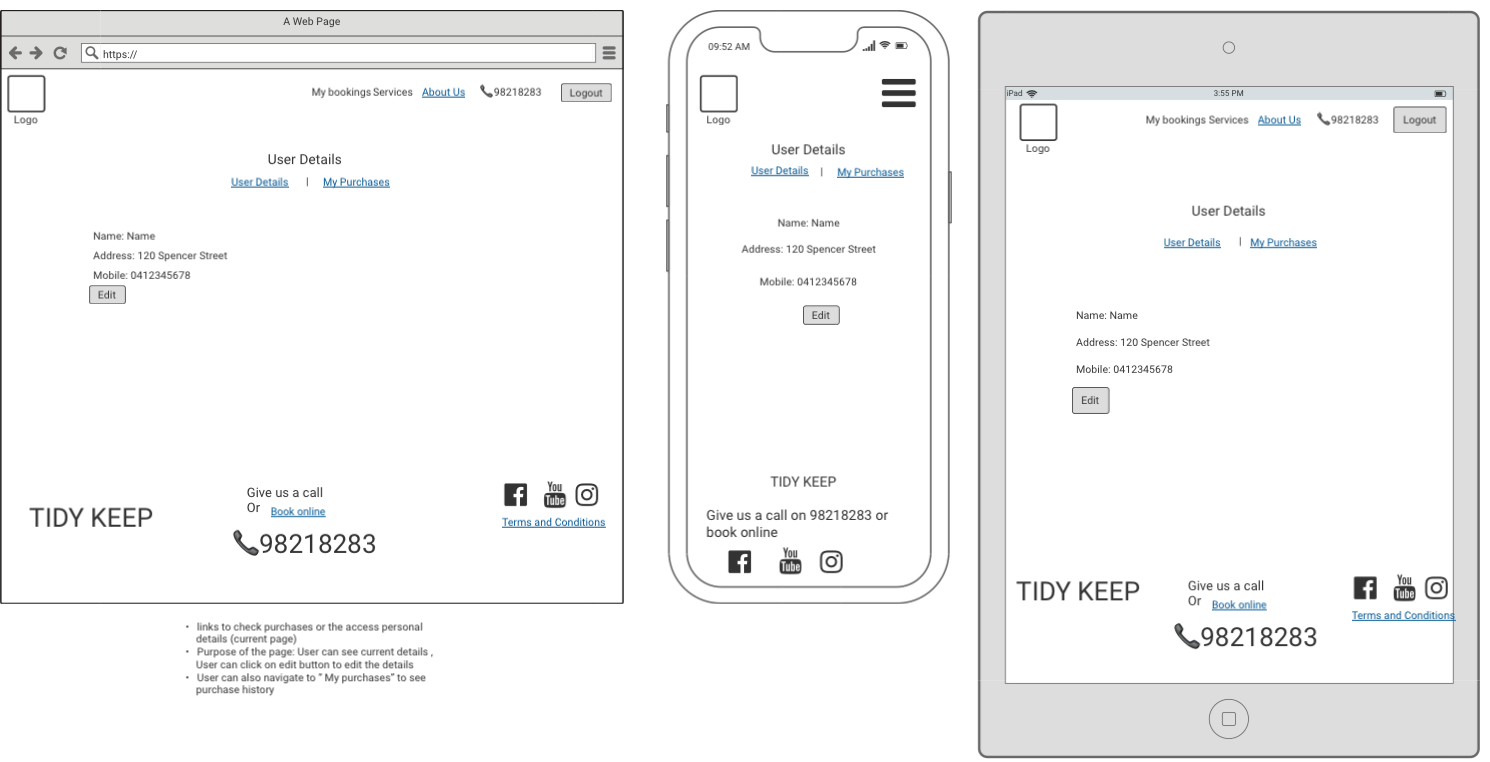 A Web Page
https://
My bookings Services About Us 98218283 Logout
Logo
User Details
User Details | My Purchases
Name: Name
Address: 120 Spencer Street
Mobile: 0412345678
Edit
TIDY KEEP
Give us a call
Or Book online
98218283
You
Tube
Terms and Conditions
• links to check purchases or the access personal
details (current page)
• Purpose of the page: User can see current details ,
User can click on edit button to edit the details
• User can also navigate to " My purchases" to see
purchase history
09:52 AM
Logo
User Details
User Details | My Purchases
Name: Name
Address: 120 Spencer Street
Mobile: 0412345678
Edit
TIDY KEEP
Give us a call on 98218283 or
book online
You
Tube
iPad 3:55 PM
My bookings Services About Us 98218283 Logout
Logo
User Details
User Details | My Purchases
Name: Name
Address: 120 Spencer Street
Mobile: 0412345678
Edit
TIDY KEEP
Give us a call
Or Book online
98218283
You
Tube
Terms and Conditions